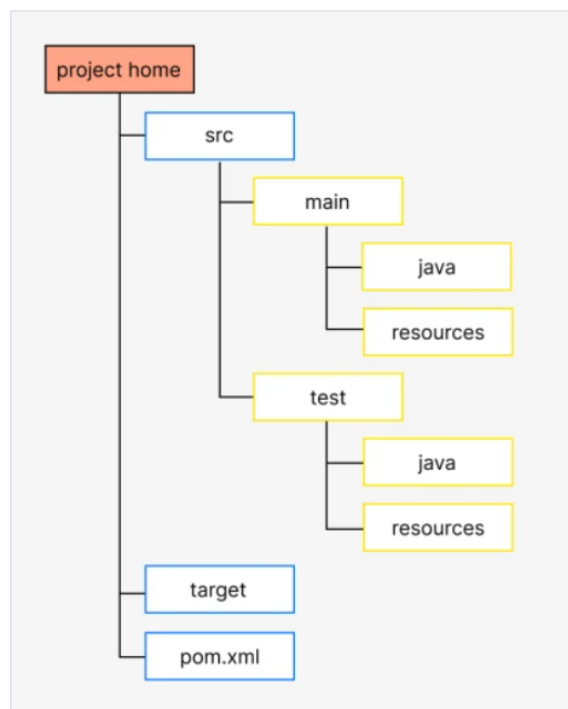 project home
src
main
java
resources
test
java
resources
target
pom.xml